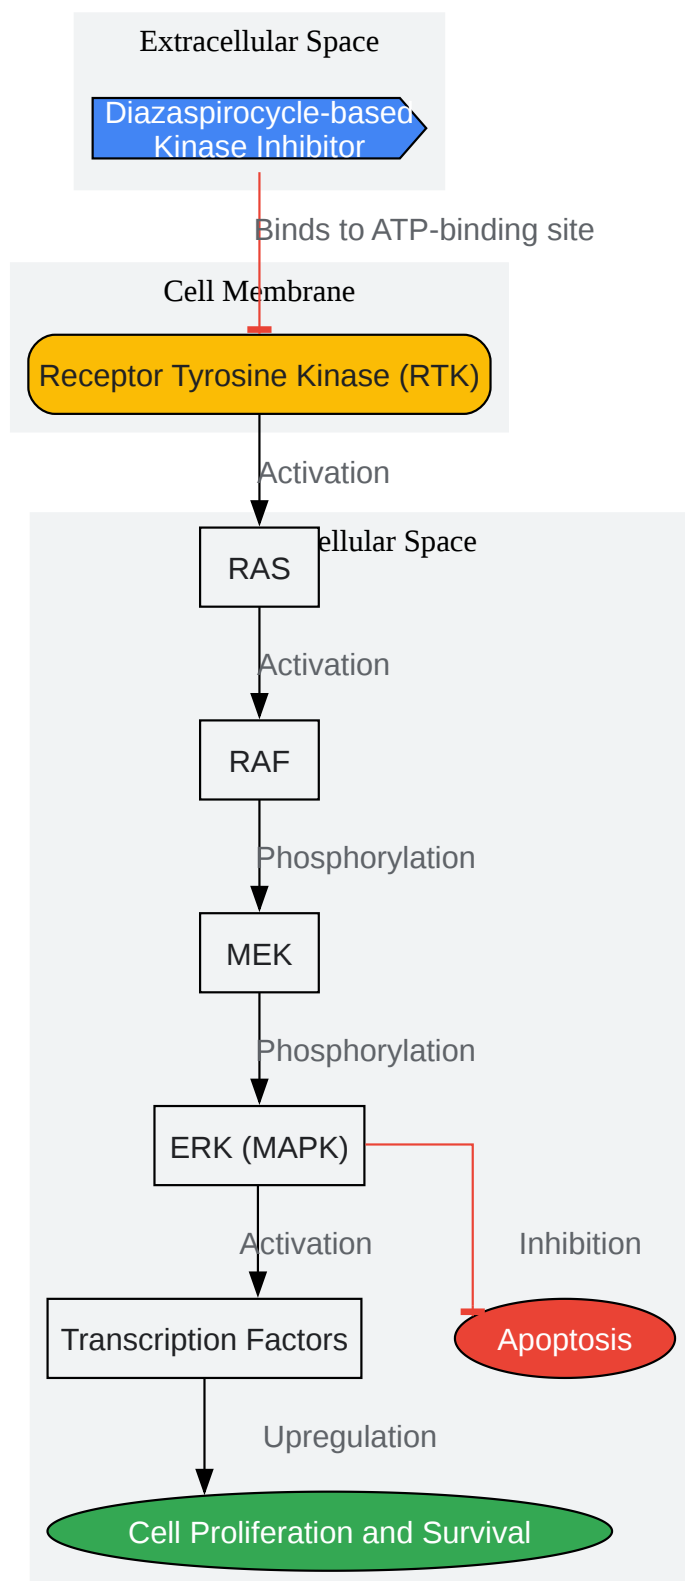 Extracellular Space
Diazaspirocycle-based
Kinase Inhibitor
Binds to ATP-binding site
Cell Membrane
Receptor Tyrosine Kinase (RTK)
Activation
ellular Space
RAS
Activation
RAF
Phosphorylation
MEK
Phosphorylation
ERK (MAPK)
Activation
Inhibition
Transcription Factors
Apoptosis
Upregulation
Cell Proliferation and Survival